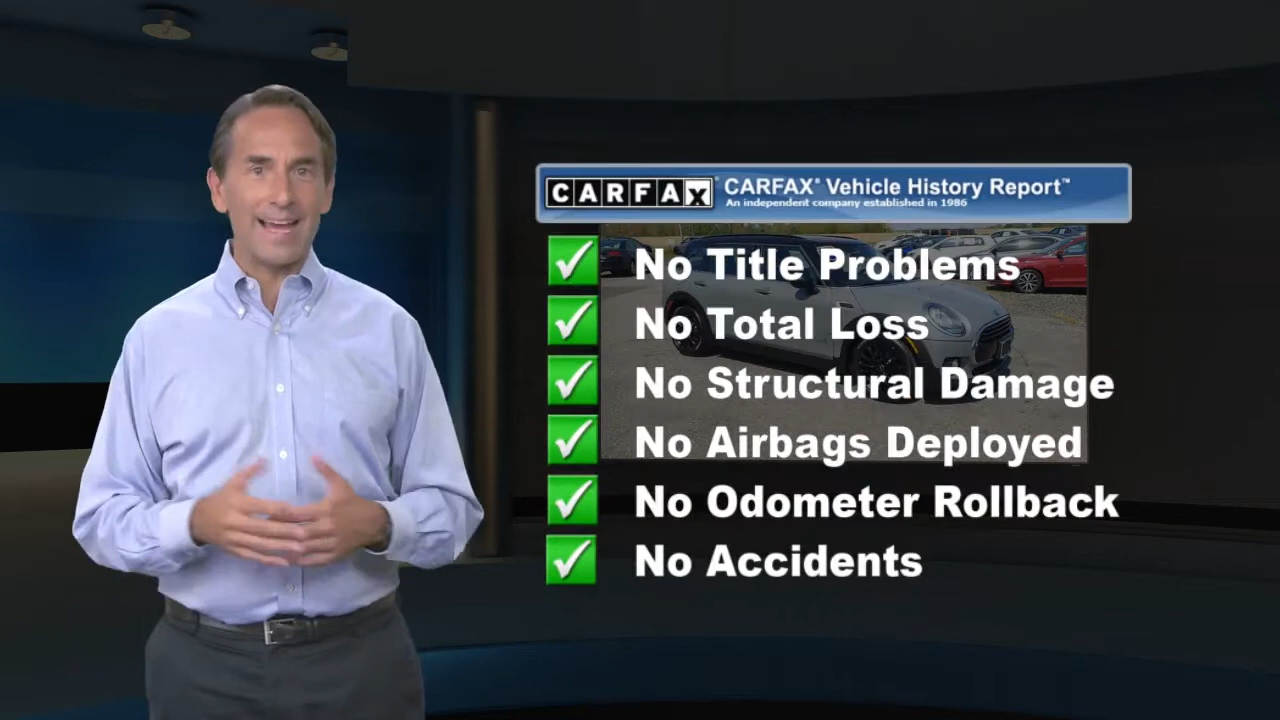 CARFAX
CARFAX® Vehicle History Report™
An independent company established in 1986
No Title Problems
No Total Loss
No Structural Damage
No Airbags Deployed
No Odometer Rollback
No Accidents